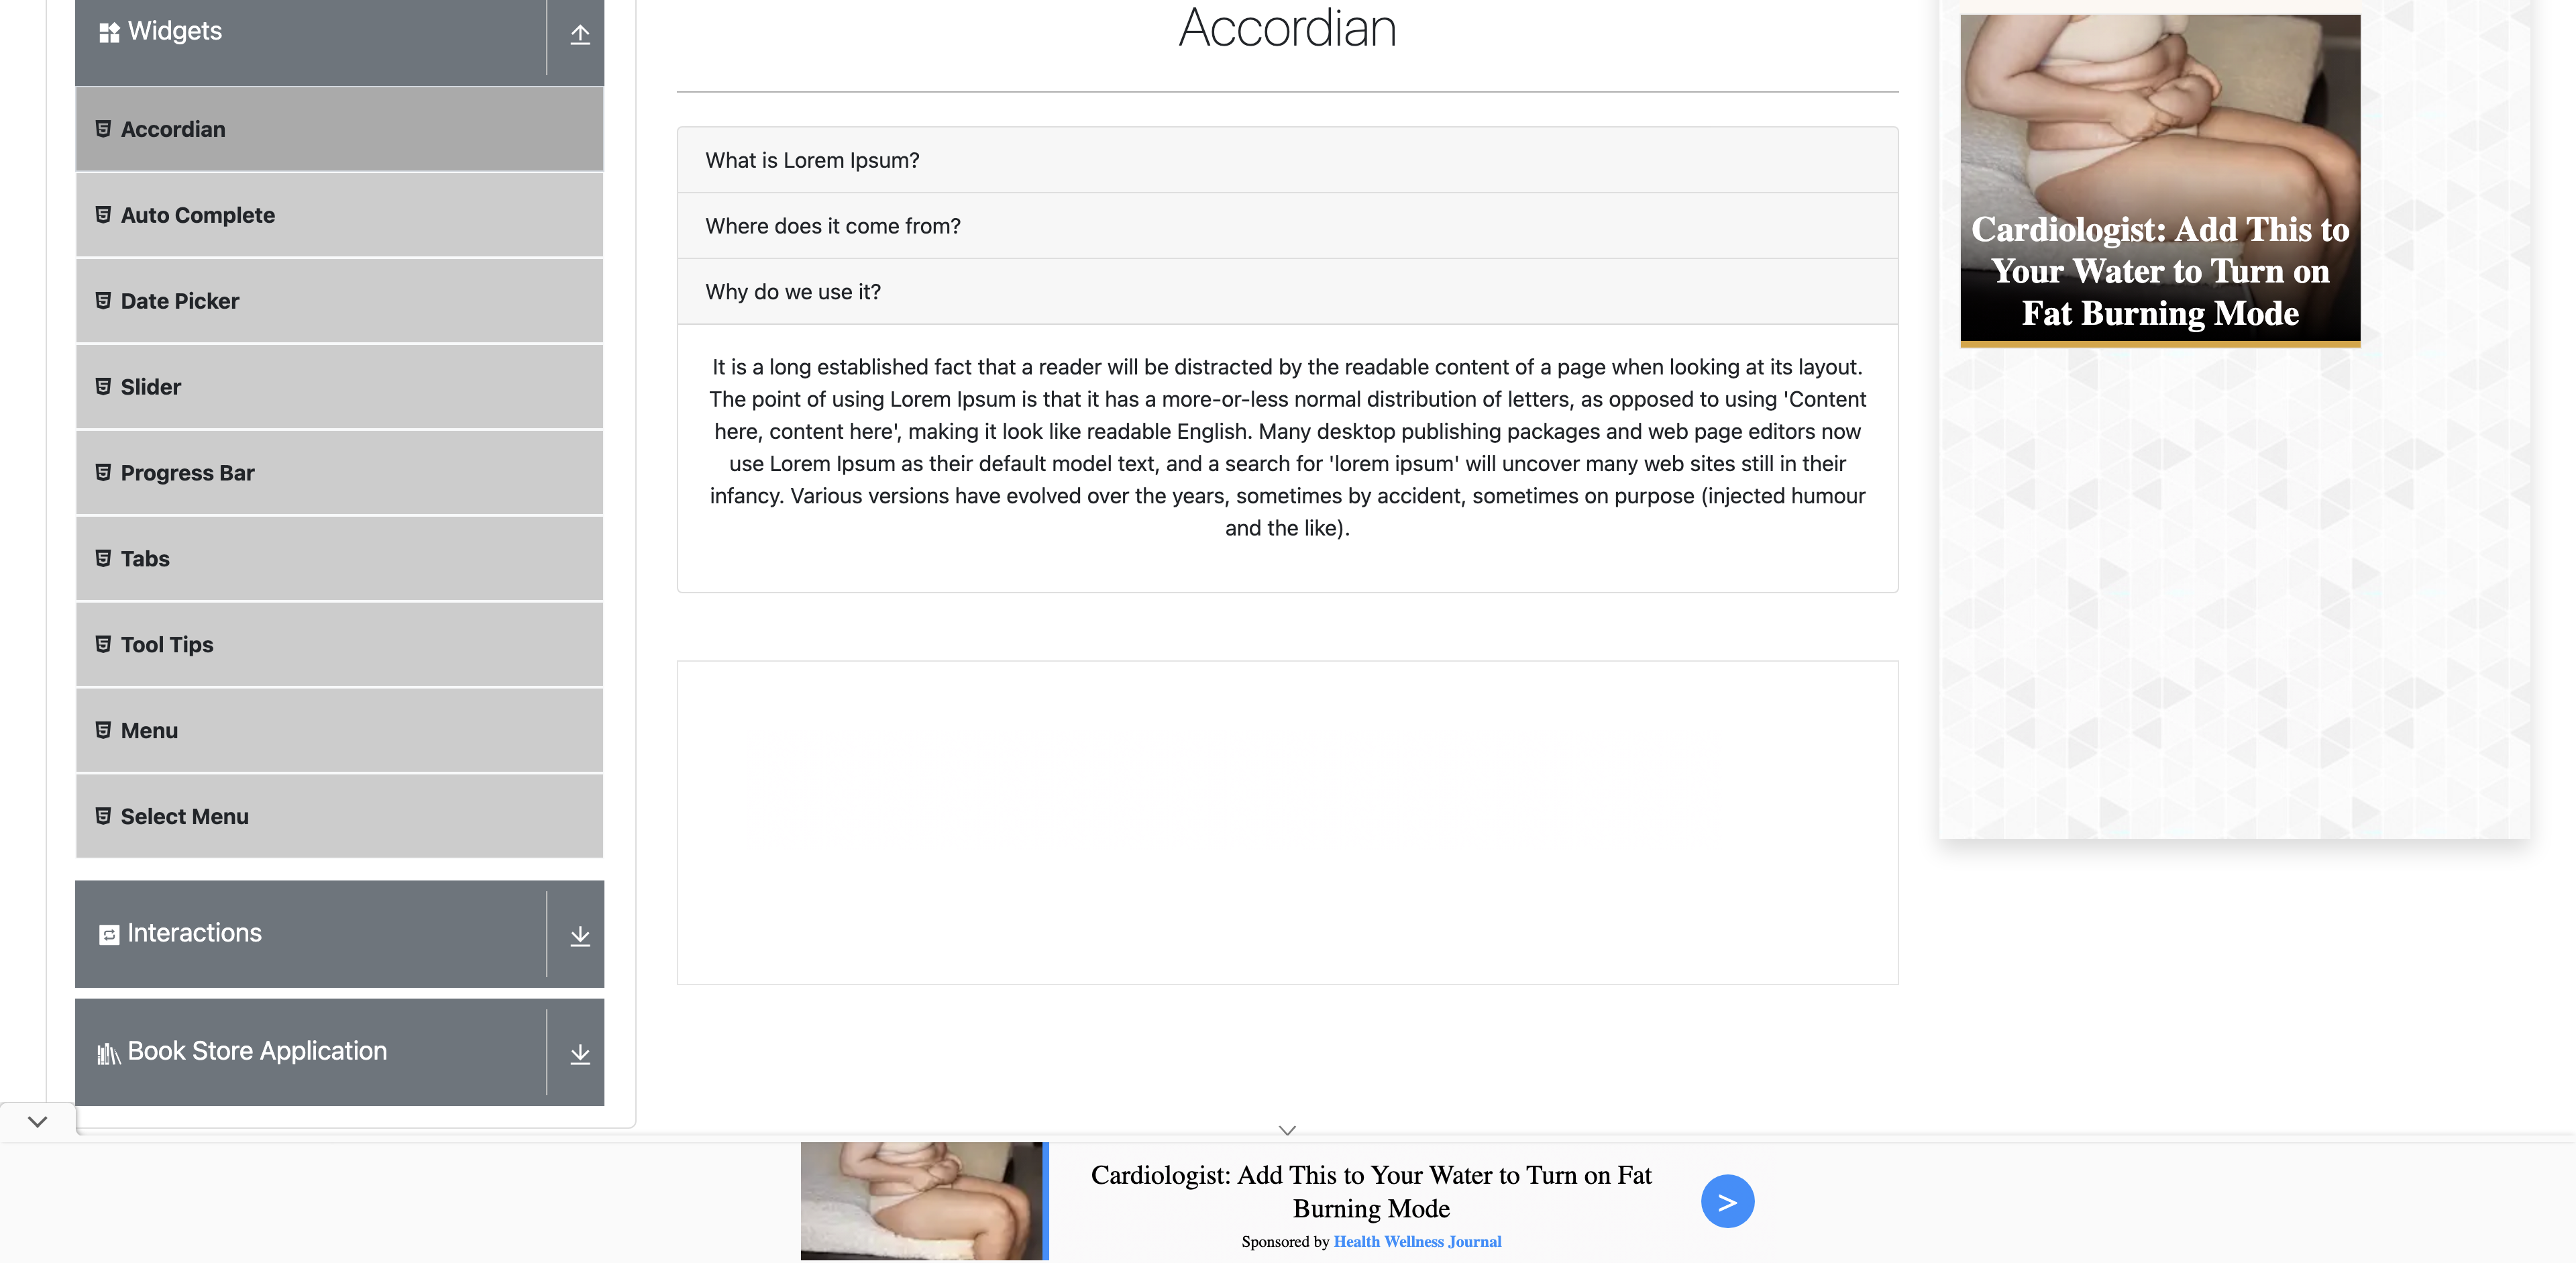 Widgets
Accordian
Auto Complete
Date Picker
Slider
Progress Bar
Tabs
Tool Tips
Menu
Select Menu
Interactions
Book Store Application
Accordian
What is Lorem Ipsum?
Where does it come from?
Why do we use it?
It is a long established fact that a reader will be distracted by the readable content of a page when looking at its layout.
The point of using Lorem Ipsum is that it has a more-or-less normal distribution of letters, as opposed to using 'Content
here, content here', making it look like readable English. Many desktop publishing packages and web page editors now
use Lorem Ipsum as their default model text, and a search for 'lorem ipsum' will uncover many web sites still in their
infancy. Various versions have evolved over the years, sometimes by accident, sometimes on purpose (injected humour
and the like).
Cardiologist: Add This to
Your Water to Turn on
Fat Burning Mode
Cardiologist: Add This to Your Water to Turn on Fat
Burning Mode
Sponsored by Health Wellness Journal
>